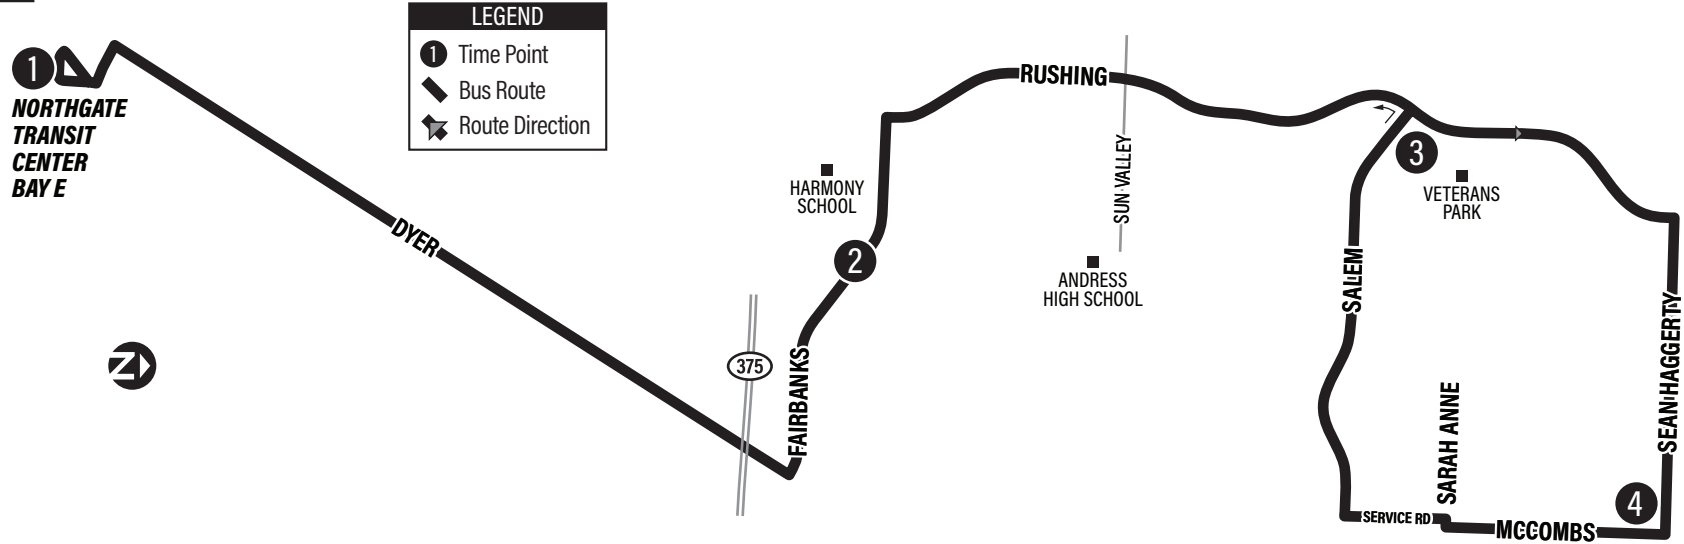 LEGEND
1 Time Point
Bus Route
Route Direction
1
NORTHGATE
TRANSIT
CENTER
BAY E
DYER
375
FAIRBANKS
2
HARMONY
SCHOOL
RUSHING
SUN VALLEY
ANDRESS
HIGH SCHOOL
3
VETERANS
PARK
SALEM
SERVICE RD
SARAH ANNE
MCCOMBS
4
SEAN HAGGERTY
N